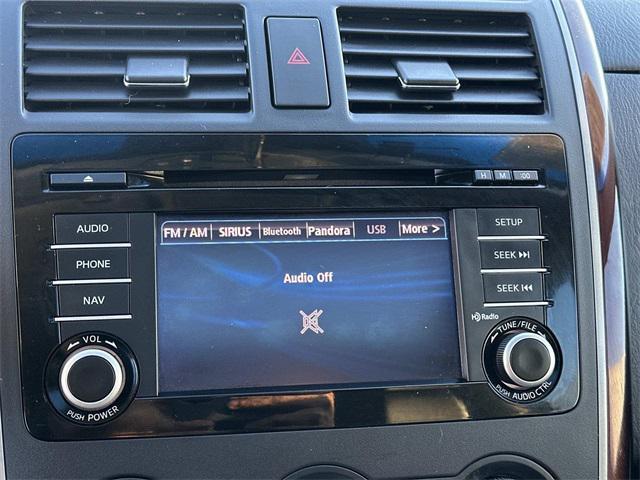 H M :00
AUDIO
PHONE
NAV
VOL
PUSH POWER
FM / AM SIRIUS Bluetooth Pandora USB More >
Audio Off
SETUP
SEEK
SEEK
HD Radio
TUNE/FILE
PUSH AUDIO CTRL